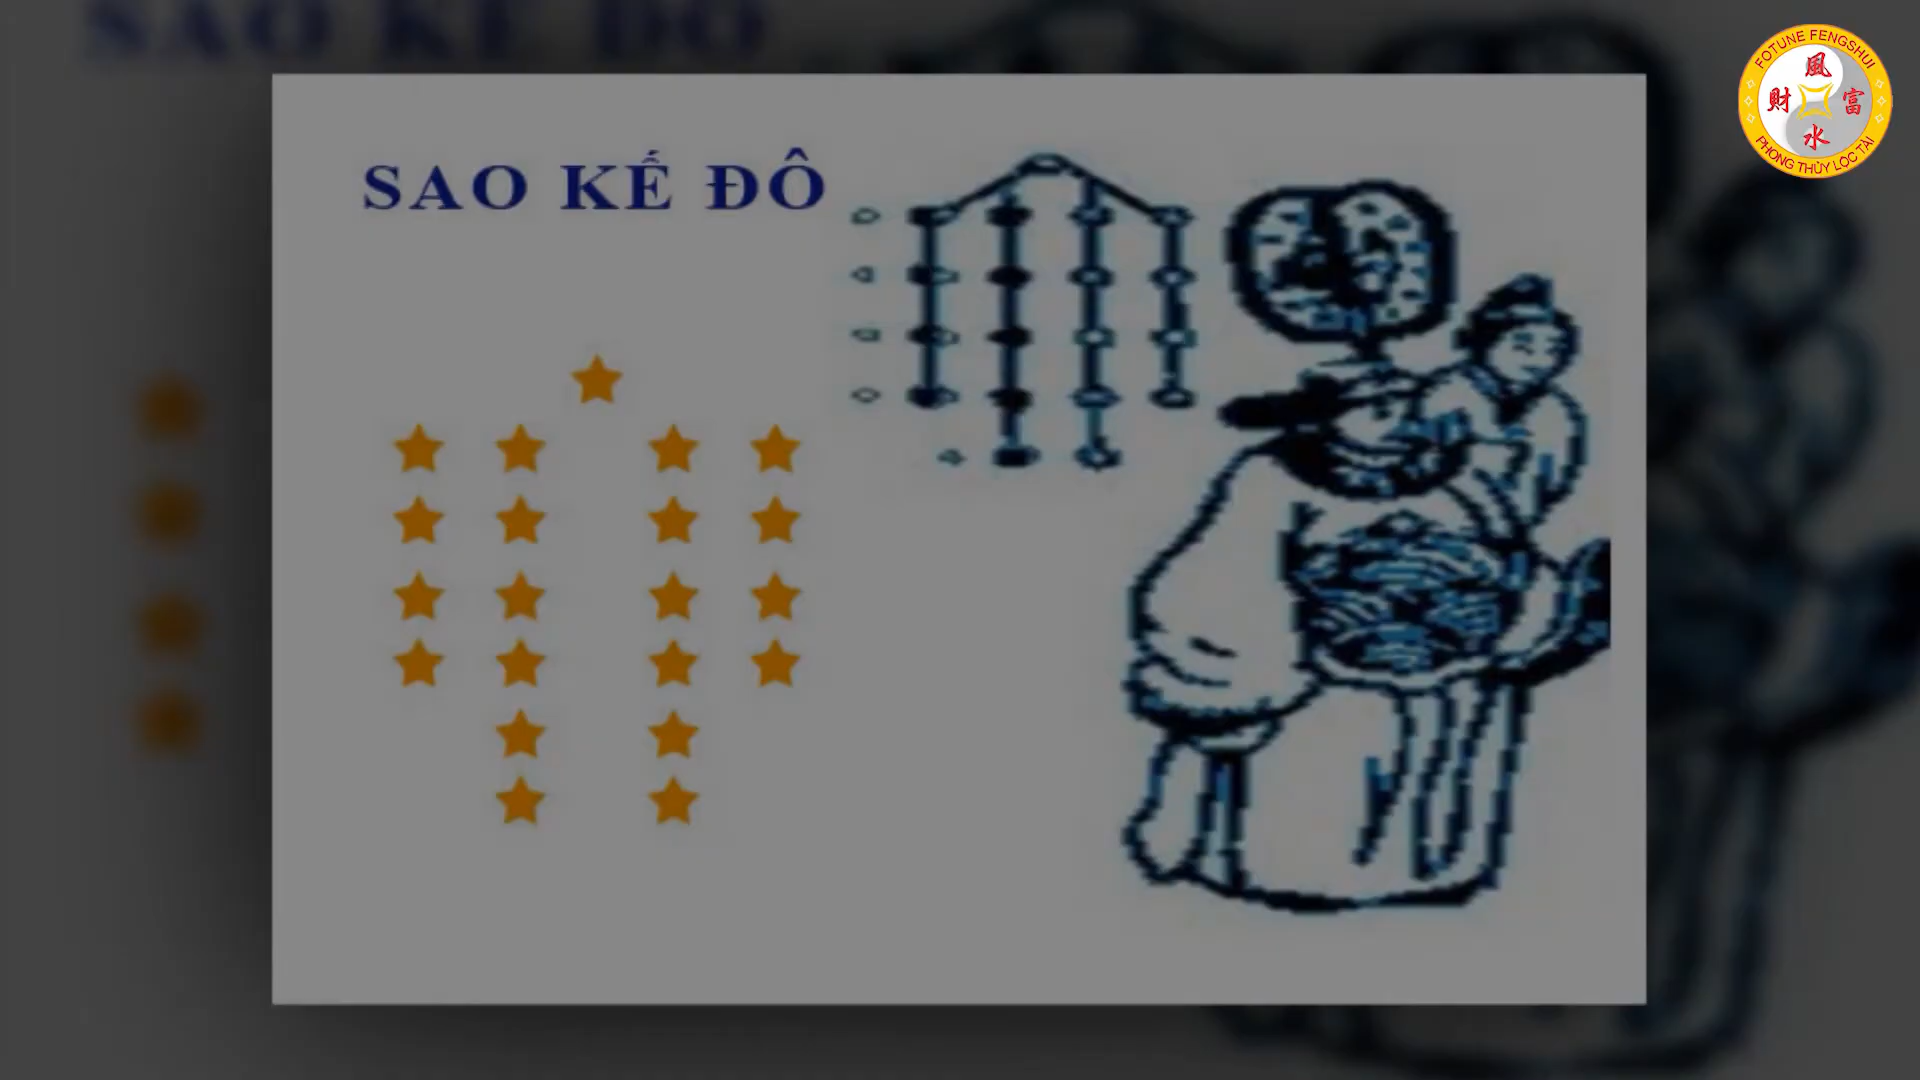 SAO KẾ ĐÔ
FOTUNE FENGSHUI
風
財 富
水
PHONG THỦY LỘC TÀI